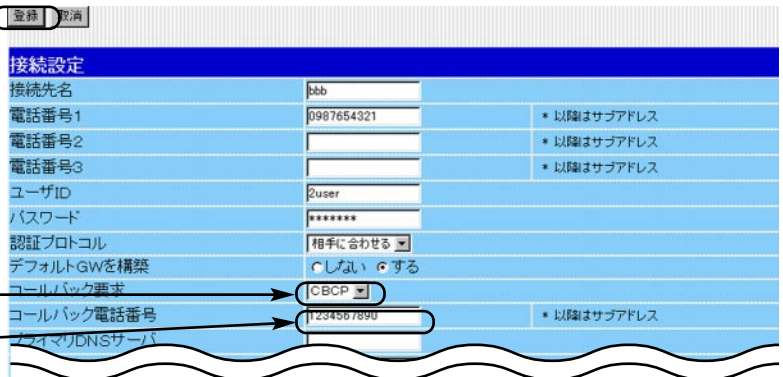 登録 取消
接続設定
接続先名 bbb
電話番号1 0987654321 * 以降はサブアドレス
電話番号2 * 以降はサブアドレス
電話番号3 * 以降はサブアドレス
ユーザID 2user
パスワード *******
認証プロトコル 相手に合わせる
デフォルトGWを構築 しない する
コールバック要求 CBCP
コールバック電話番号 1234567890 * 以降はサブアドレス
プライマリDNSサーバ